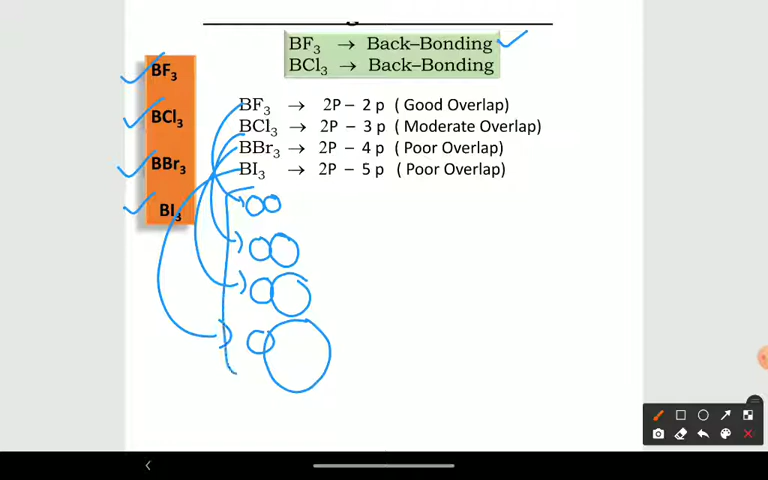 BF₃ → Back–Bonding
BCl₃ → Back–Bonding
BF₃
BCl₃
BBr₃
BI₃
BF₃ → 2P – 2 p ( Good Overlap)
BCl₃ → 2P – 3 p ( Moderate Overlap)
BBr₃ → 2P – 4 p ( Poor Overlap)
BI₃ → 2P – 5 p ( Poor Overlap)